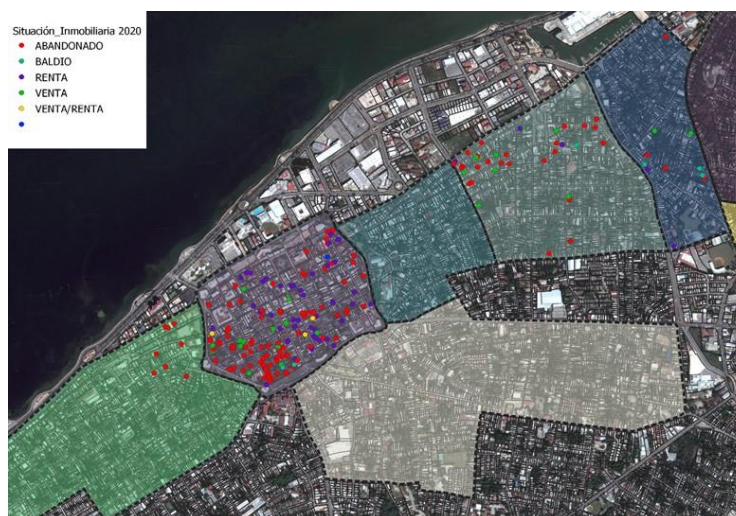 Situación_Inmobiliaria 2020
ABANDONADO
BALDIO
RENTA
VENTA
VENTA/RENTA